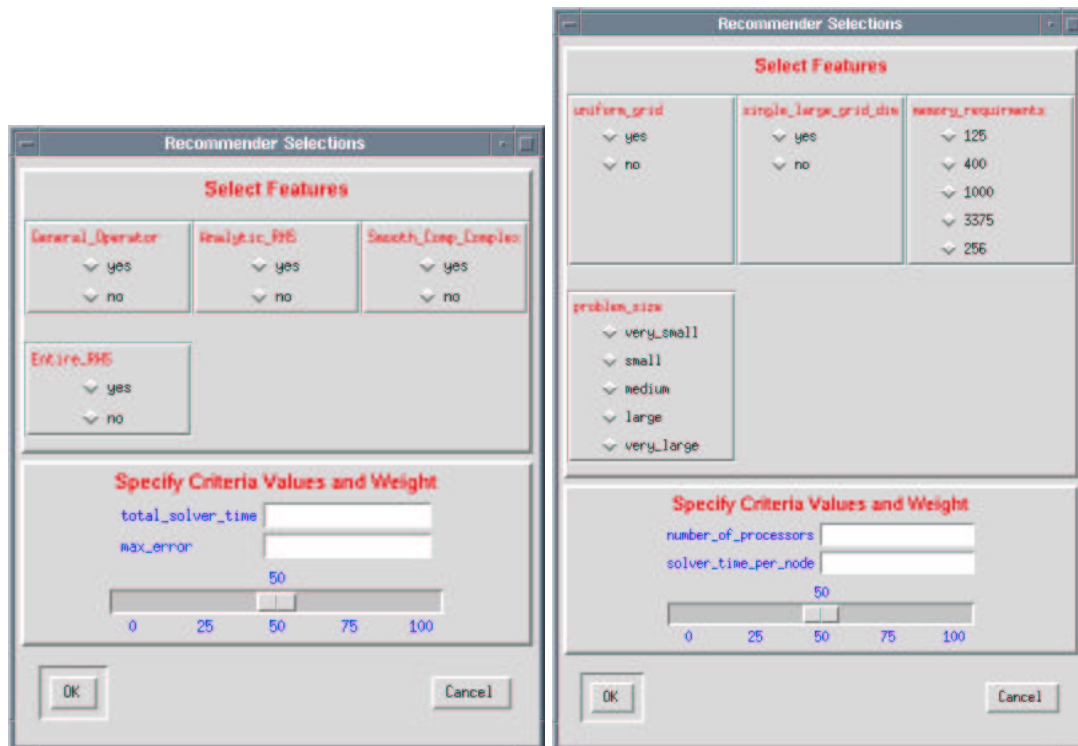 Recommender Selections
Select Features
General_Operator
yes
no
Analytic_RHS
yes
no
Smooth_Comp_Complex
yes
no
Entire_RHS
yes
no
Specify Criteria Values and Weight
total_solver_time
max_error
50
0 25 50 75 100
OK Cancel
Recommender Selections
Select Features
uniform_grid
yes
no
single_large_grid_dim
yes
no
memory_requirments
125
400
1000
3375
256
problem_size
very_small
small
medium
large
very_large
Specify Criteria Values and Weight
number_of_processors
solver_time_per_node
50
0 25 50 75 100
OK Cancel